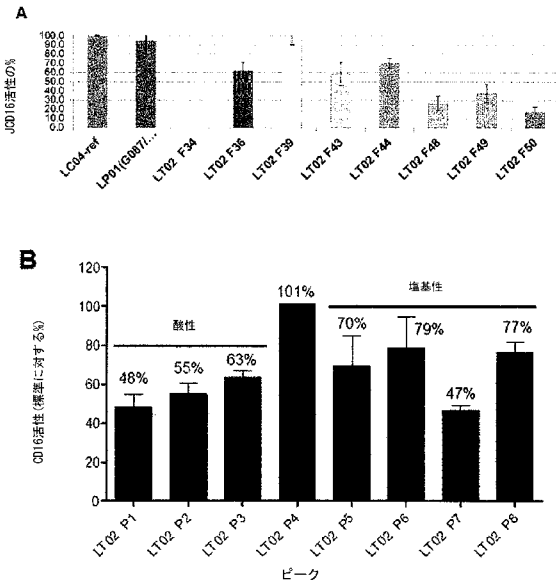 A
JCD16活性の%
100.0
90.0
80.0
70.0
60.0
50.0
40.0
30.0
20.0
10.0
0.0
LC04-ref
LP01(G087/...
LT02 F34
LT02 F36
LT02 F39
LT02 F43
LT02 F44
LT02 F48
LT02 F49
LT02 F50
B
CD16活性(標準に対する%)
120
100
80
60
40
20
0
酸性
塩基性
48%
55%
63%
101%
70%
79%
47%
77%
LT02 P1
LT02 P2
LT02 P3
LT02 P4
LT02 P5
LT02 P6
LT02 P7
LT02 P8
ピーク